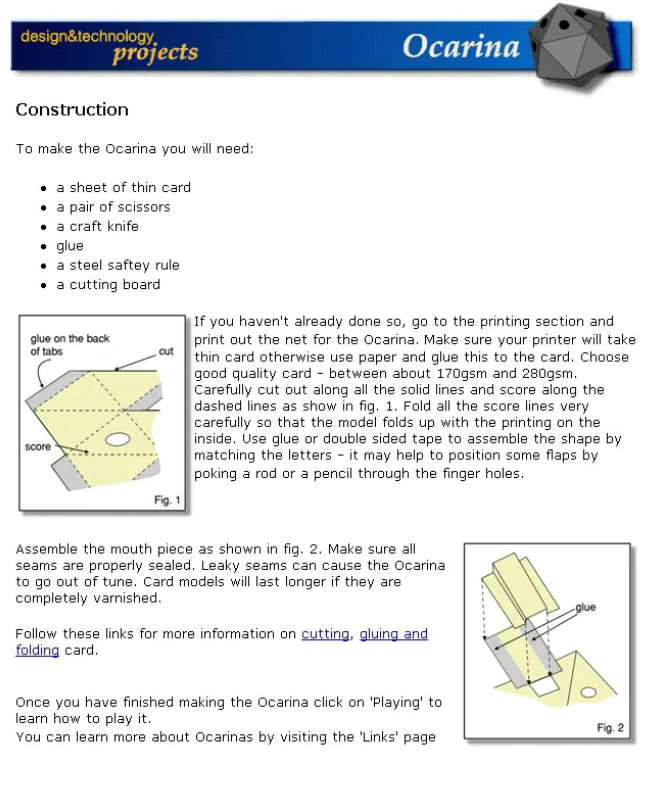 design&technology
projects
Ocarina
Construction
To make the Ocarina you will need:
a sheet of thin card
a pair of scissors
a craft knife
glue
a steel saftey rule
a cutting board
glue on the back
of tabs
cut
score
Fig. 1
If you haven't already done so, go to the printing section and
print out the net for the Ocarina. Make sure your printer will take
thin card otherwise use paper and glue this to the card. Choose
good quality card - between about 170gsm and 280gsm.
Carefully cut out along all the solid lines and score along the
dashed lines as show in fig. 1. Fold all the score lines very
carefully so that the model folds up with the printing on the
inside. Use glue or double sided tape to assemble the shape by
matching the letters - it may help to position some flaps by
poking a rod or a pencil through the finger holes.
Assemble the mouth piece as shown in fig. 2. Make sure all
seams are properly sealed. Leaky seams can cause the Ocarina
to go out of tune. Card models will last longer if they are
completely varnished.
Follow these links for more information on cutting, gluing and
folding card.
Once you have finished making the Ocarina click on 'Playing' to
learn how to play it.
You can learn more about Ocarinas by visiting the 'Links' page
glue
Fig. 2